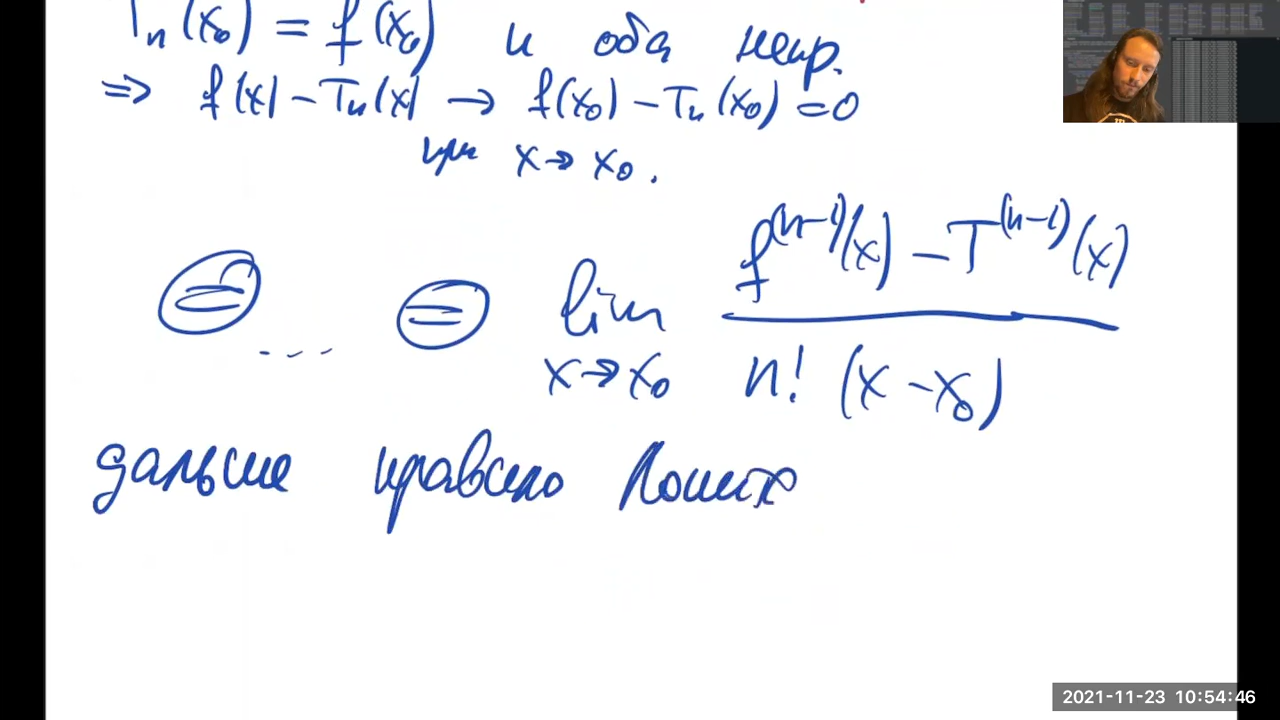 Tₙ(x₀) = f(x₀) и оба непр.
⇒ f(x) − Tₙ(x) → f(x₀) − Tₙ(x₀) = 0
при x → x₀.
= ... = lim x→x₀ (f⁽ⁿ⁻¹⁾(x) − T⁽ⁿ⁻¹⁾(x)) / (n! (x − x₀))
дальше правило Лопит
2021-11-23 10:54:46